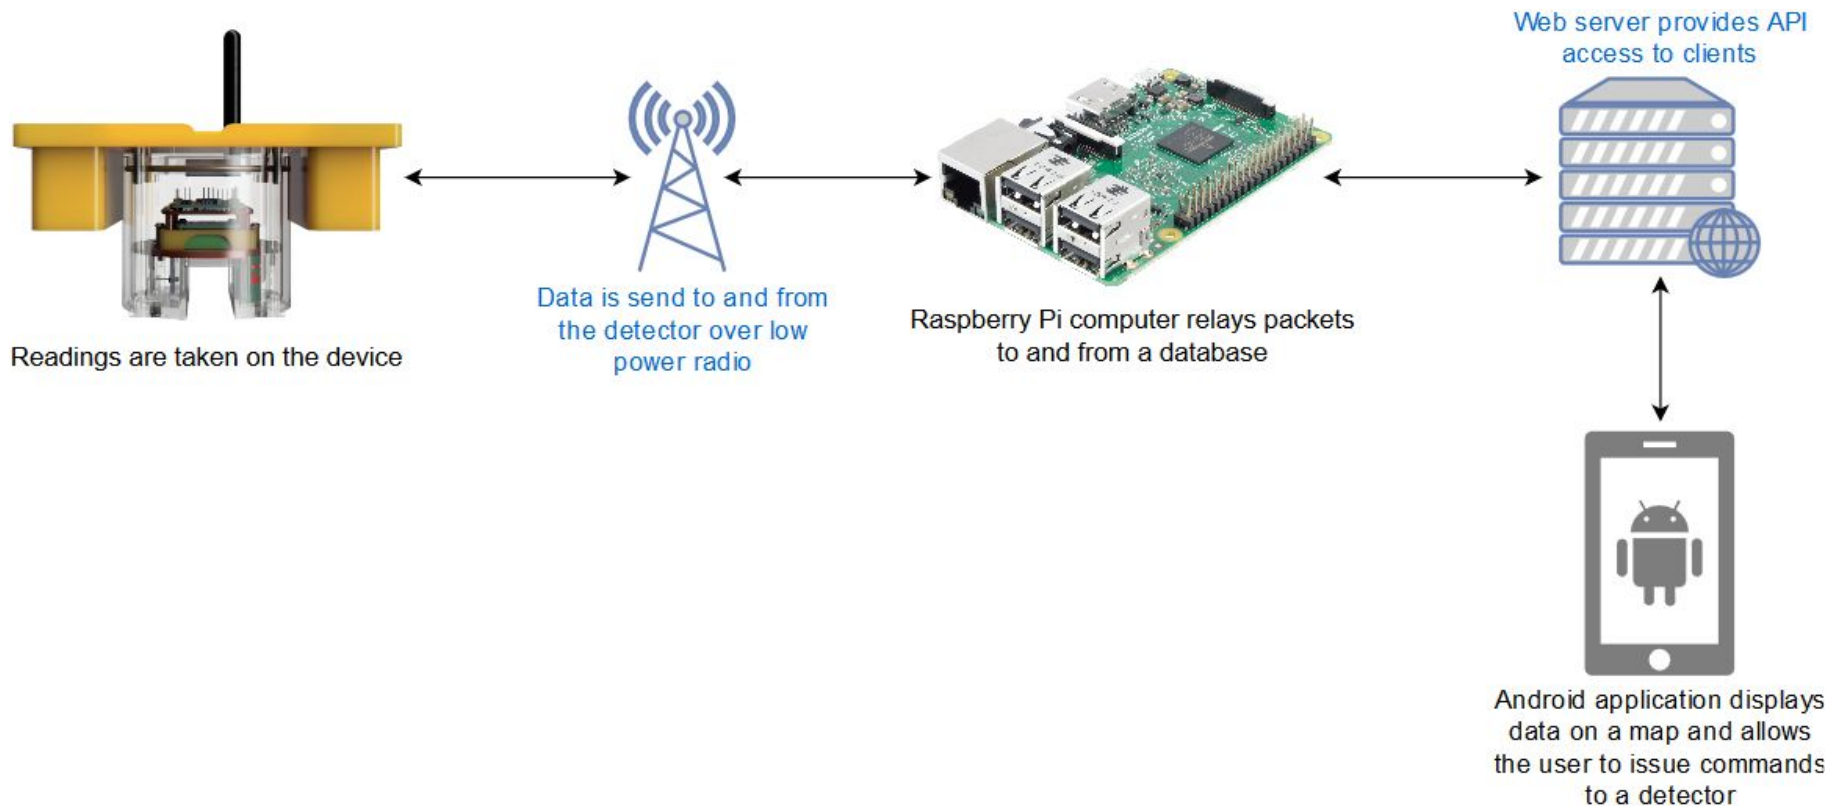 Web server provides API
access to clients
Data is send to and from
the detector over low
power radio
Raspberry Pi computer relays packets
to and from a database
Readings are taken on the device
Android application displays
data on a map and allows
the user to issue commands
to a detector